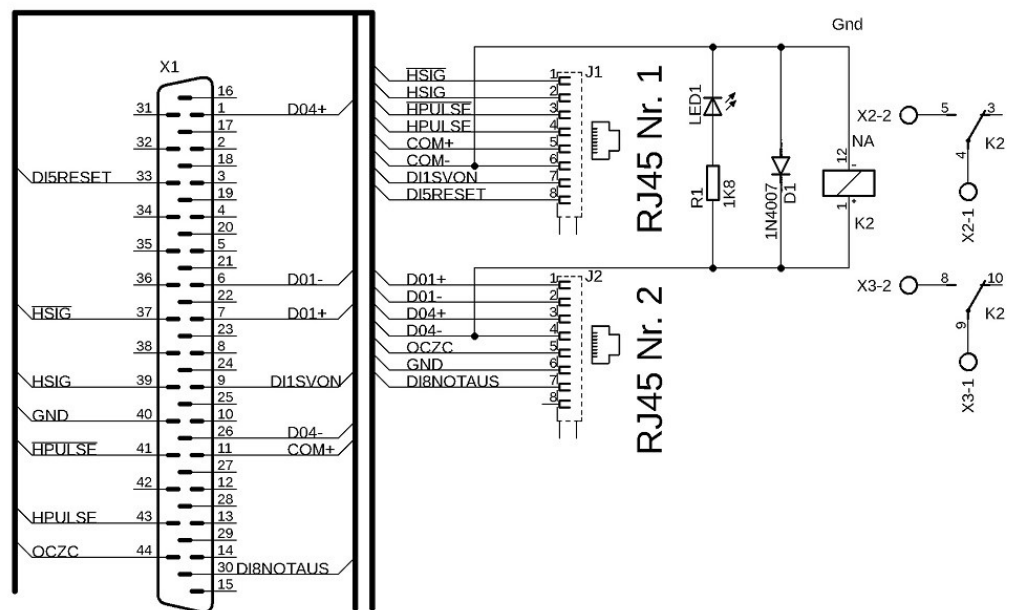 X1
16
31 1 D04+
17
32 2
18
DI5RESET 33 3
19
34 4
20
35 5
21
36 6 D01-
22
HSIG 37 7 D01+
23
38 8
24
HSIG 39 9 DI1SVON
25
GND 40 10
26 D04-
HPULSE 41 11 COM+
27
42 12
28
HPULSE 43 13
29
OCZC 44 14
30 DI8NOTAUS
15
J1
HSIG 1
HSIG 2
HPULSE 3
HPULSE 4
COM+ 5
COM- 6
DI1SVON 7
DI5RESET 8
RJ45 Nr. 1
J2
D01+ 1
D01- 2
D04+ 3
D04- 4
OCZC 5
GND 6
DI8NOTAUS 7
8
RJ45 Nr. 2
Gnd
LED1
R1
1K8
1N4007
D1
NA
12
-
1
+
K2
X2-2 5 3
4 K2
X2-1
X3-2 8 10
9 K2
X3-1